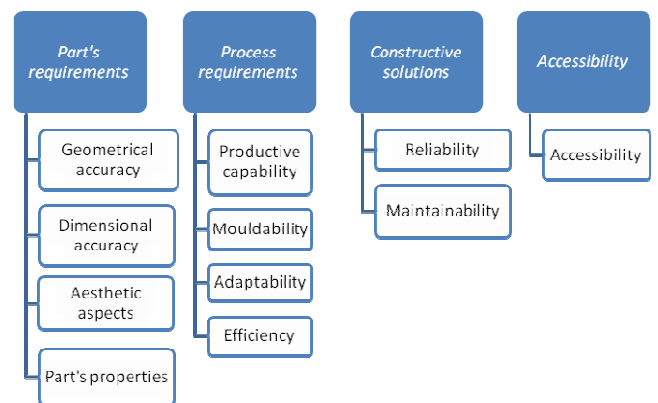 Part's
requirements
Geometrical
accuracy
Dimensional
accuracy
Aesthetic
aspects
Part's properties
Process
requirements
Productive
capability
Mouldability
Adaptability
Efficiency
Constructive
solutions
Reliability
Maintainability
Accessibility
Accessibility